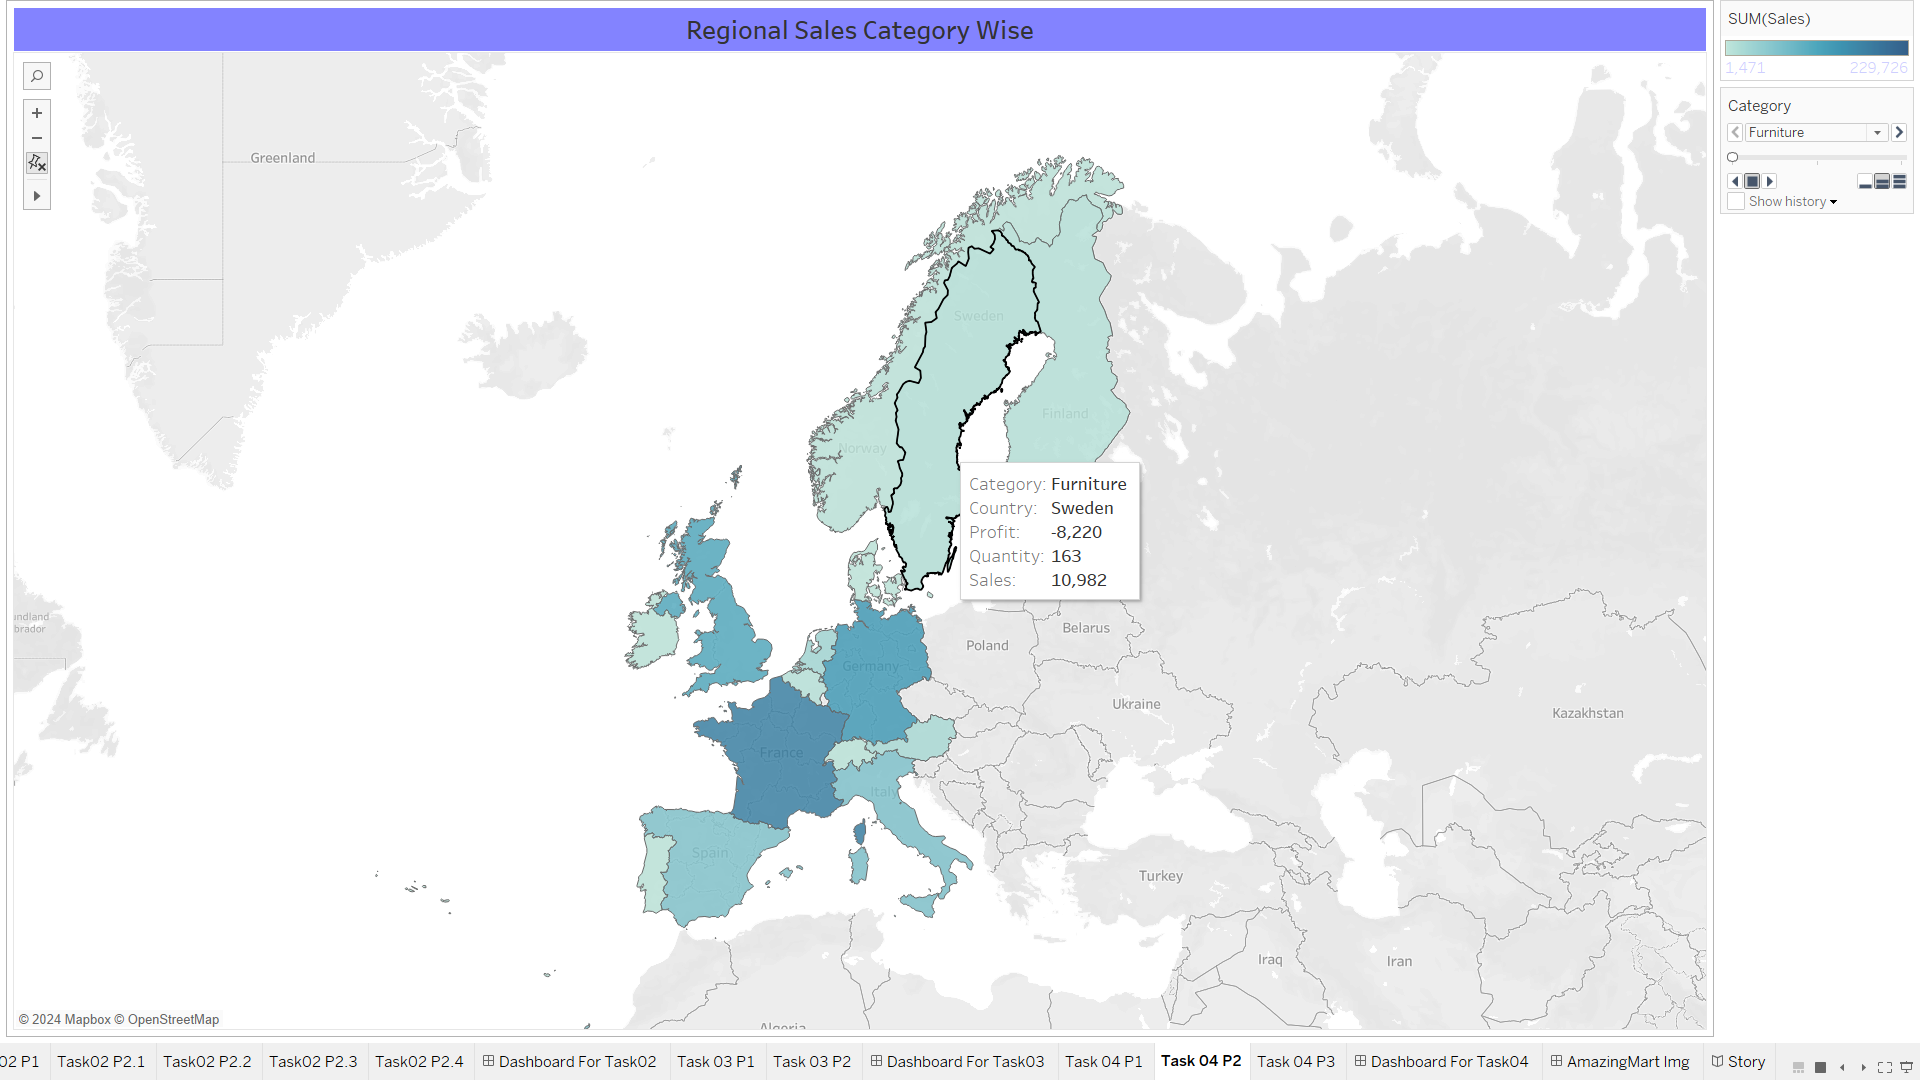 Regional Sales Category Wise
SUM(Sales)
1,471 229,726
Category
Furniture
Show history
Greenland
Sweden
Finland
Norway
Category: Furniture
Country: Sweden
Profit: -8,220
Quantity: 163
Sales: 10,982
undland
brador
Belarus
Poland
Germany
Ukraine
Kazakhstan
France
Italy
Spain
Turkey
Iraq
Iran
Algeria
© 2024 Mapbox © OpenStreetMap
02 P1 Task02 P2.1 Task02 P2.2 Task02 P2.3 Task02 P2.4 Dashboard For Task02 Task 03 P1 Task 03 P2 Dashboard For Task03 Task 04 P1 Task 04 P2 Task 04 P3 Dashboard For Task04 AmazingMart Img Story